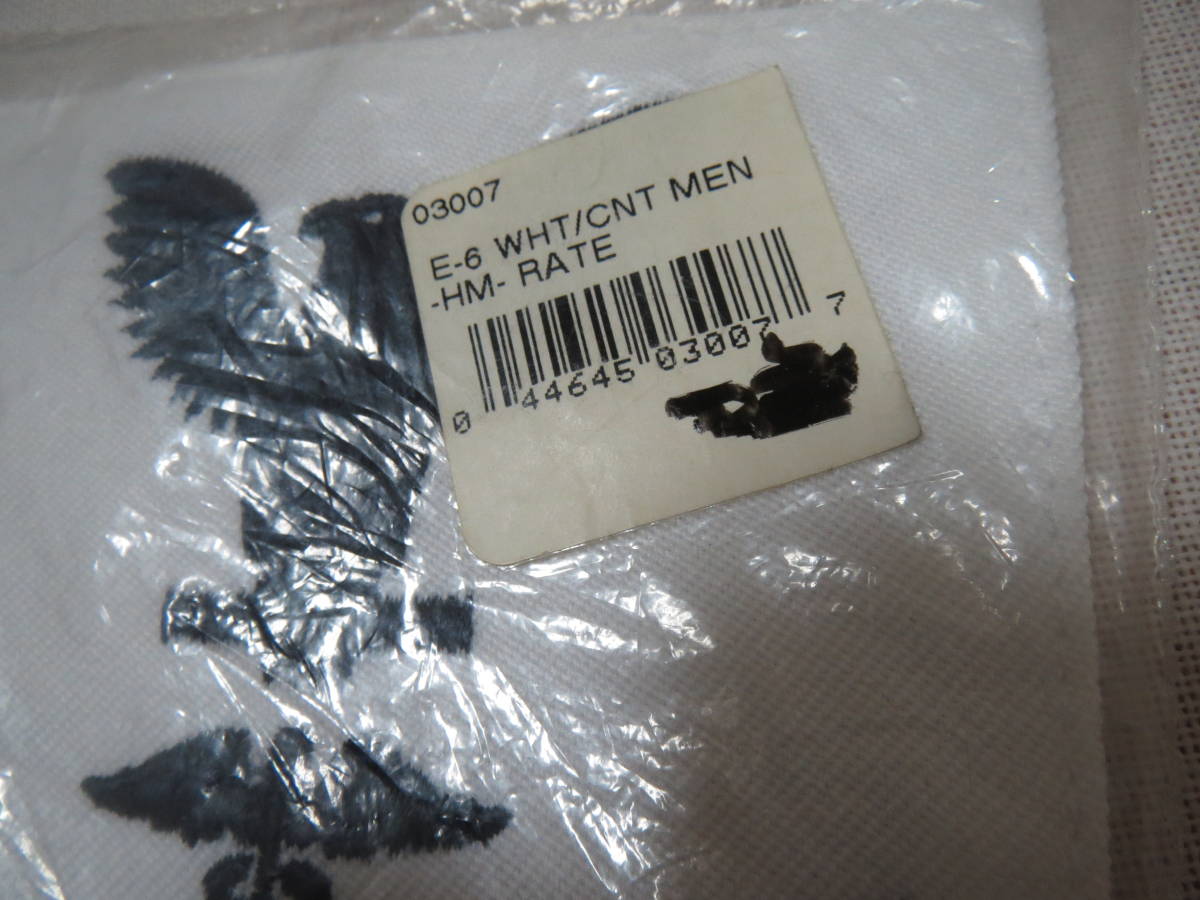 03007
E-6 WHT/CNT MEN
-HM- RATE
0 44645 03007 7